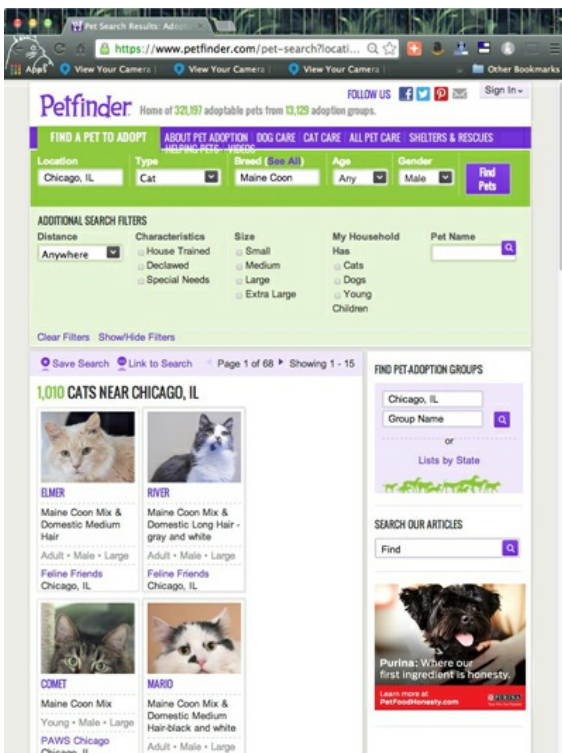 Pet Search Results: Adopta
https://www.petfinder.com/pet-search?locati...
Apps View Your Camera View Your Camera View Your Camera Other Bookmarks
Petfinder Home of 321,197 adoptable pets from 13,129 adoption groups.
FOLLOW US
Sign In
FIND A PET TO ADOPT
ABOUT PET ADOPTION DOG CARE CAT CARE ALL PET CARE SHELTERS & RESCUES
HELPING PETS VIDEOS
Location Type Breed (See All) Age Gender
Chicago, IL Cat Maine Coon Any Male Find Pets
ADDITIONAL SEARCH FILTERS
Distance Characteristics Size My Household Pet Name
Anywhere
House Trained
Declawed
Special Needs
Small
Medium
Large
Extra Large
Has
Cats
Dogs
Young
Children
Clear Filters Show/Hide Filters
Save Search Link to Search Page 1 of 68 Showing 1 - 15
1,010 CATS NEAR CHICAGO, IL
ELMER
Maine Coon Mix &
Domestic Medium
Hair
Adult • Male • Large
Feline Friends
Chicago, IL
RIVER
Maine Coon Mix &
Domestic Long Hair -
gray and white
Adult • Male • Large
Feline Friends
Chicago, IL
COMET
Maine Coon Mix
Young • Male • Large
PAWS Chicago
Chicago, IL
MARIO
Maine Coon Mix &
Domestic Medium
Hair-black and white
Adult • Male • Large
FIND PET-ADOPTION GROUPS
Chicago, IL
Group Name
or
Lists by State
SEARCH OUR ARTICLES
Find
Purina: Where our
first ingredient is honesty.
Learn more at
PetFoodHonesty.com
PURINA